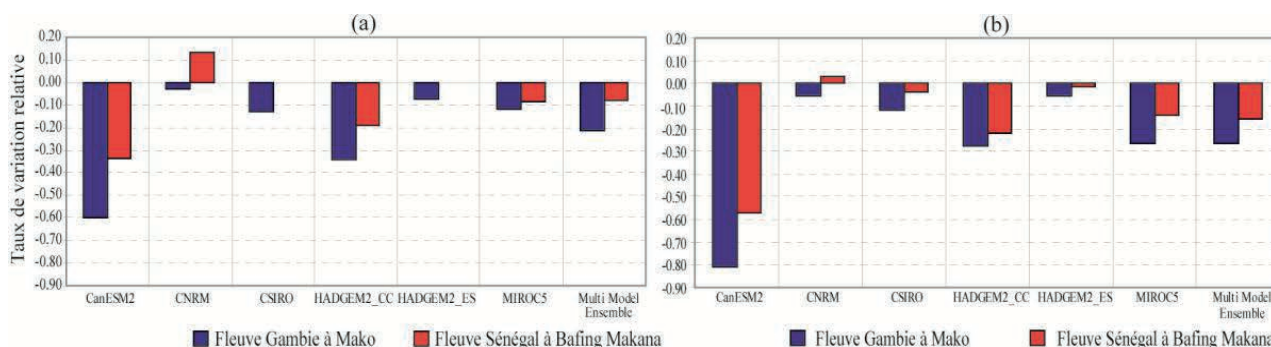 (a)
Taux de variation relative
0.20
0.10
0.00
-0.10
-0.20
-0.30
-0.40
-0.50
-0.60
-0.70
-0.80
-0.90
CanESM2
CNRM
CSIRO
HADGEM2_CC
HADGEM2_ES
MIROC5
Multi Model
Ensemble
Fleuve Gambie à Mako
Fleuve Sénégal à Bafing Makana
(b)
0.20
0.10
0.00
-0.10
-0.20
-0.30
-0.40
-0.50
-0.60
-0.70
-0.80
-0.90
CanESM2
CNRM
CSIRO
HADGEM2_CC
HADGEM2_ES
MIROC5
Multi Model
Ensemble
Fleuve Gambie à Mako
Fleuve Sénégal à Bafing Makana